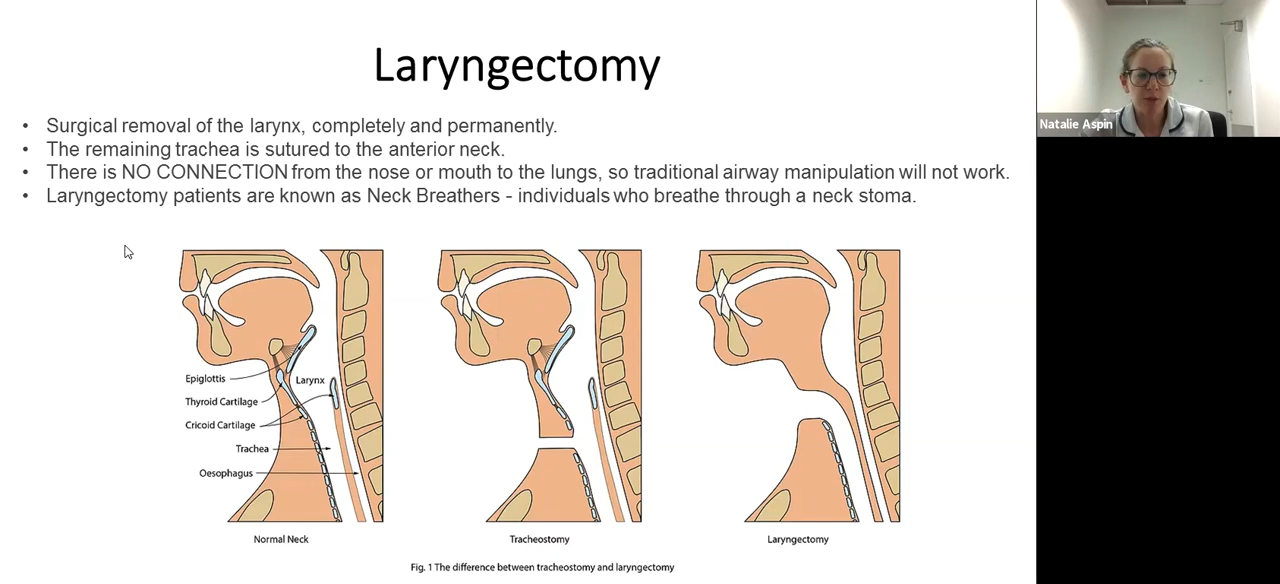 Laryngectomy
Natalie Aspin
• Surgical removal of the larynx, completely and permanently.
• The remaining trachea is sutured to the anterior neck.
• There is NO CONNECTION from the nose or mouth to the lungs, so traditional airway manipulation will not work.
• Laryngectomy patients are known as Neck Breathers - individuals who breathe through a neck stoma.
Epiglottis
Larynx
Thyroid Cartilage
Cricoid Cartilage
Trachea
Oesophagus
Normal Neck
Tracheostomy
Laryngectomy
Fig. 1 The difference between tracheostomy and laryngectomy